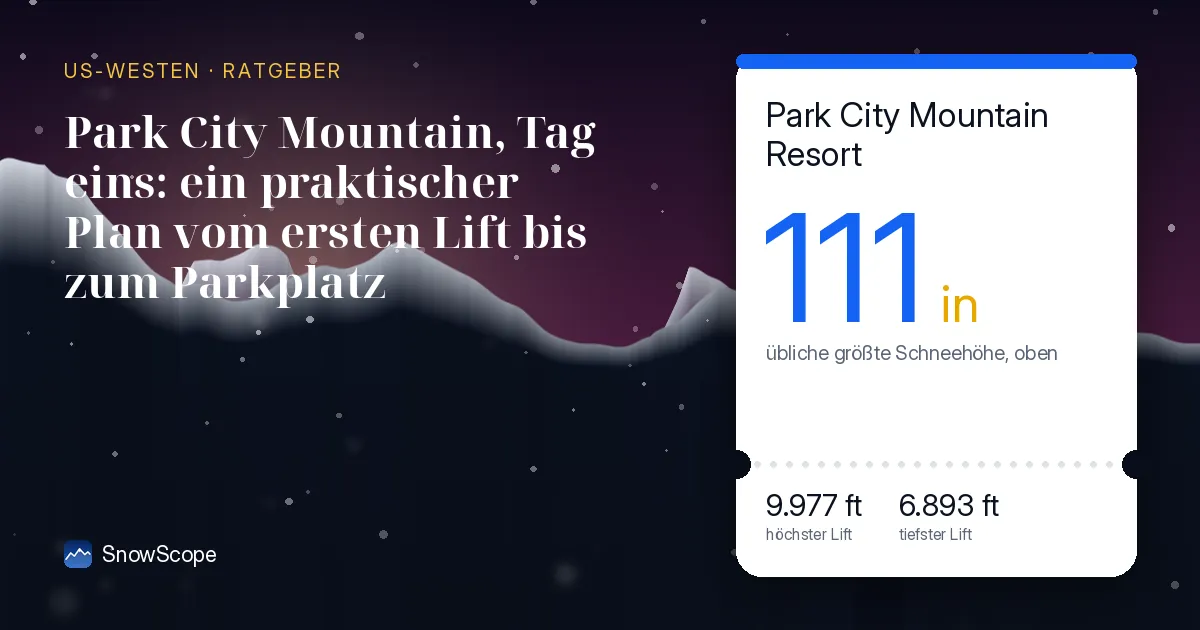 US-WESTEN · RATGEBER
Park City Mountain, Tag
eins: ein praktischer
Plan vom ersten Lift bis
zum Parkplatz
SnowScope
Park City Mountain
Resort
111 in
übliche größte Schneehöhe, oben
9.977 ft 6.893 ft
höchster Lift tiefster Lift